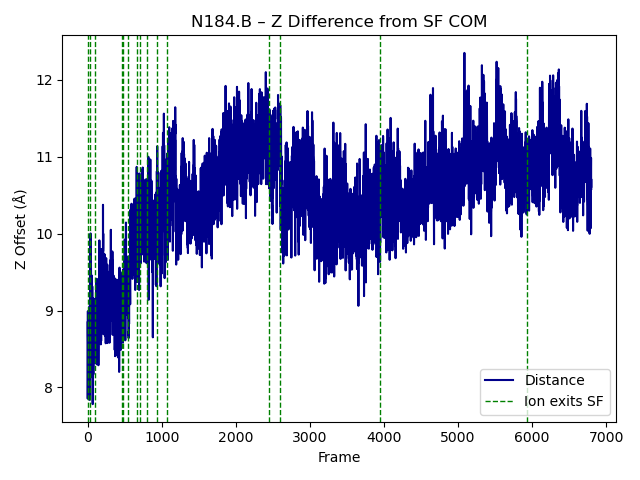 N184.B – Z Difference from SF COM
Z Offset (Å)
12
11
10
9
8
Distance
Ion exits SF
0 1000 2000 3000 4000 5000 6000 7000
Frame